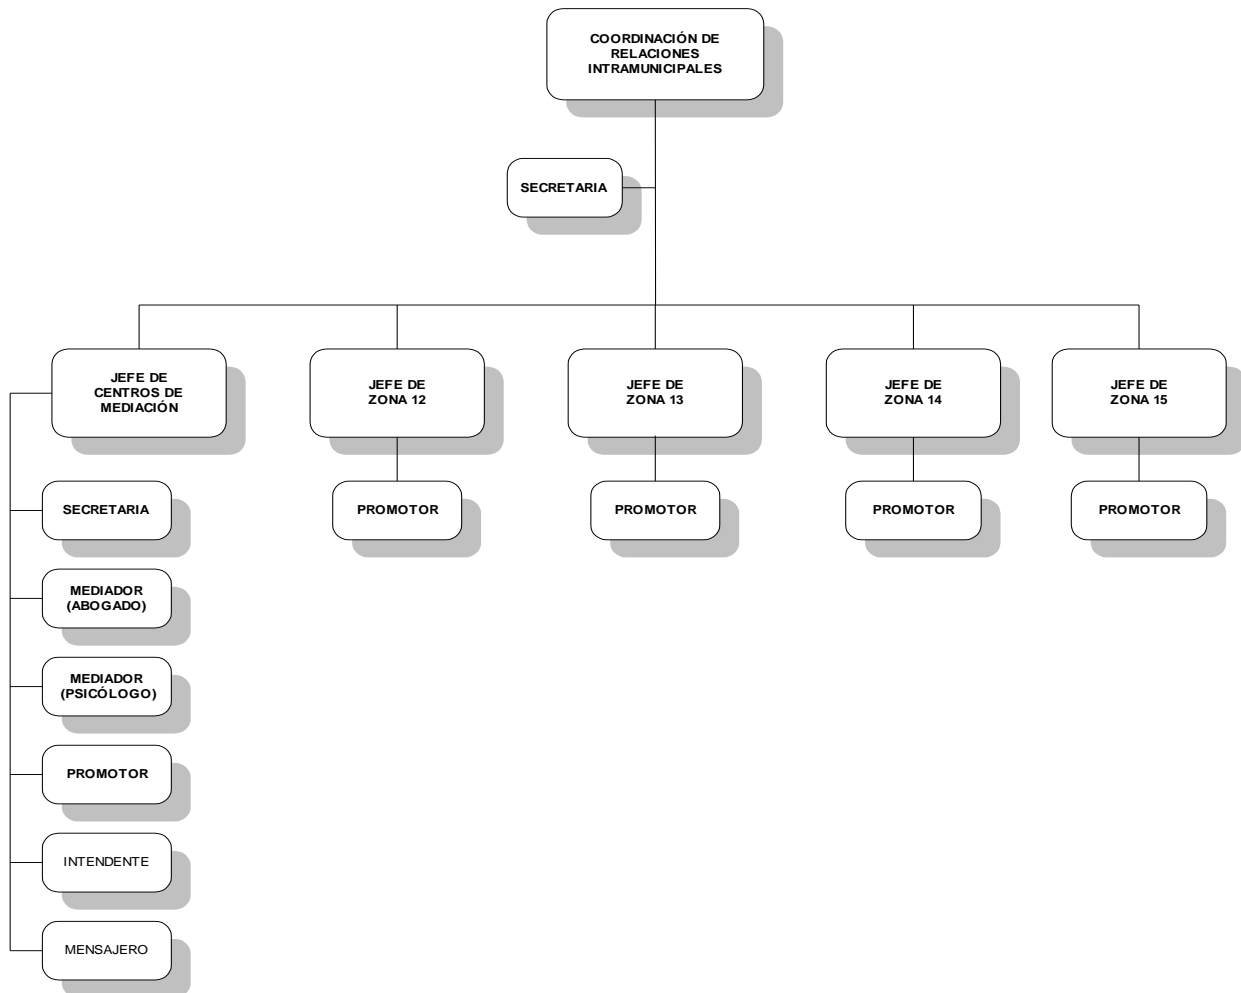 COORDINACIÓN DE
RELACIONES
INTRAMUNICIPALES
SECRETARIA
JEFE DE
CENTROS DE
MEDIACIÓN
JEFE DE
ZONA 12
JEFE DE
ZONA 13
JEFE DE
ZONA 14
JEFE DE
ZONA 15
SECRETARIA
PROMOTOR
PROMOTOR
PROMOTOR
PROMOTOR
MEDIADOR
(ABOGADO)
MEDIADOR
(PSICÓLOGO)
PROMOTOR
INTENDENTE
MENSAJERO